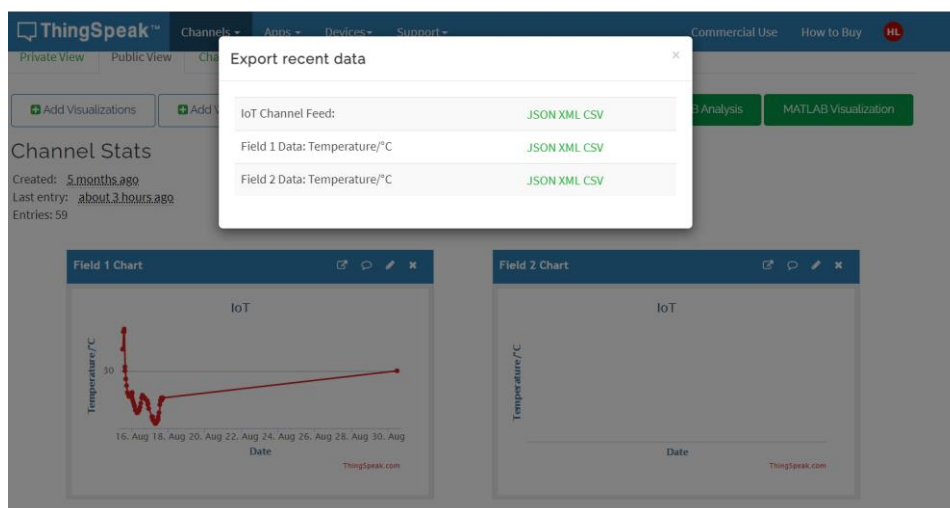 ThingSpeak™ Channels Apps Devices Support Commercial Use How to Buy HL
Private View Public View Cha
Export recent data ×
Add Visualizations Add B Analysis MATLAB Visualization
IoT Channel Feed: JSON XML CSV
Field 1 Data: Temperature/°C JSON XML CSV
Field 2 Data: Temperature/°C JSON XML CSV
Channel Stats
Created: 5 months ago
Last entry: about 3 hours ago
Entries: 59
Field 1 Chart
IoT
Temperature/°C
30
16. Aug 18. Aug 20. Aug 22. Aug 24. Aug 26. Aug 28. Aug 30. Aug
Date
ThingSpeak.com
Field 2 Chart
IoT
Temperature/°C
Date
ThingSpeak.com